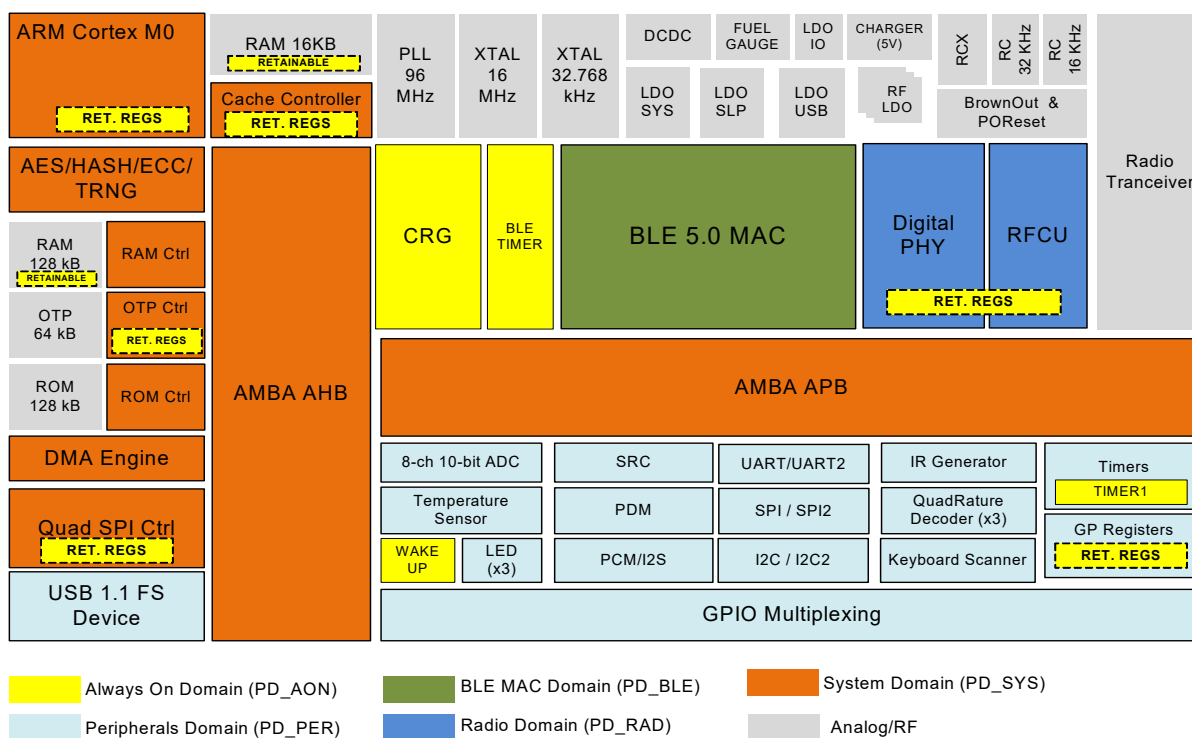 ARM Cortex M0
RET. REGS
RAM 16KB
RETAINABLE
Cache Controller
RET. REGS
PLL
96
MHz
XTAL
16
MHz
XTAL
32.768
kHz
DCDC
FUEL
GAUGE
LDO
IO
CHARGER
(5V)
LDO
SYS
LDO
SLP
LDO
USB
RF
LDO
RCX
RC
32 KHz
RC
16 KHz
BrownOut &
POReset
Radio
Tranceiver
AES/HASH/ECC/
TRNG
RAM
128 kB
RETAINABLE
RAM Ctrl
OTP
64 kB
OTP Ctrl
RET. REGS
ROM
128 kB
ROM Ctrl
DMA Engine
Quad SPI Ctrl
RET. REGS
USB 1.1 FS
Device
AMBA AHB
CRG
BLE
TIMER
BLE 5.0 MAC
Digital
PHY
RFCU
RET. REGS
AMBA APB
8-ch 10-bit ADC
SRC
UART/UART2
IR Generator
Timers
TIMER1
Temperature
Sensor
PDM
SPI / SPI2
QuadRature
Decoder (x3)
GP Registers
RET. REGS
WAKE
UP
LED
(x3)
PCM/I2S
I2C / I2C2
Keyboard Scanner
GPIO Multiplexing
Always On Domain (PD_AON)
BLE MAC Domain (PD_BLE)
System Domain (PD_SYS)
Peripherals Domain (PD_PER)
Radio Domain (PD_RAD)
Analog/RF